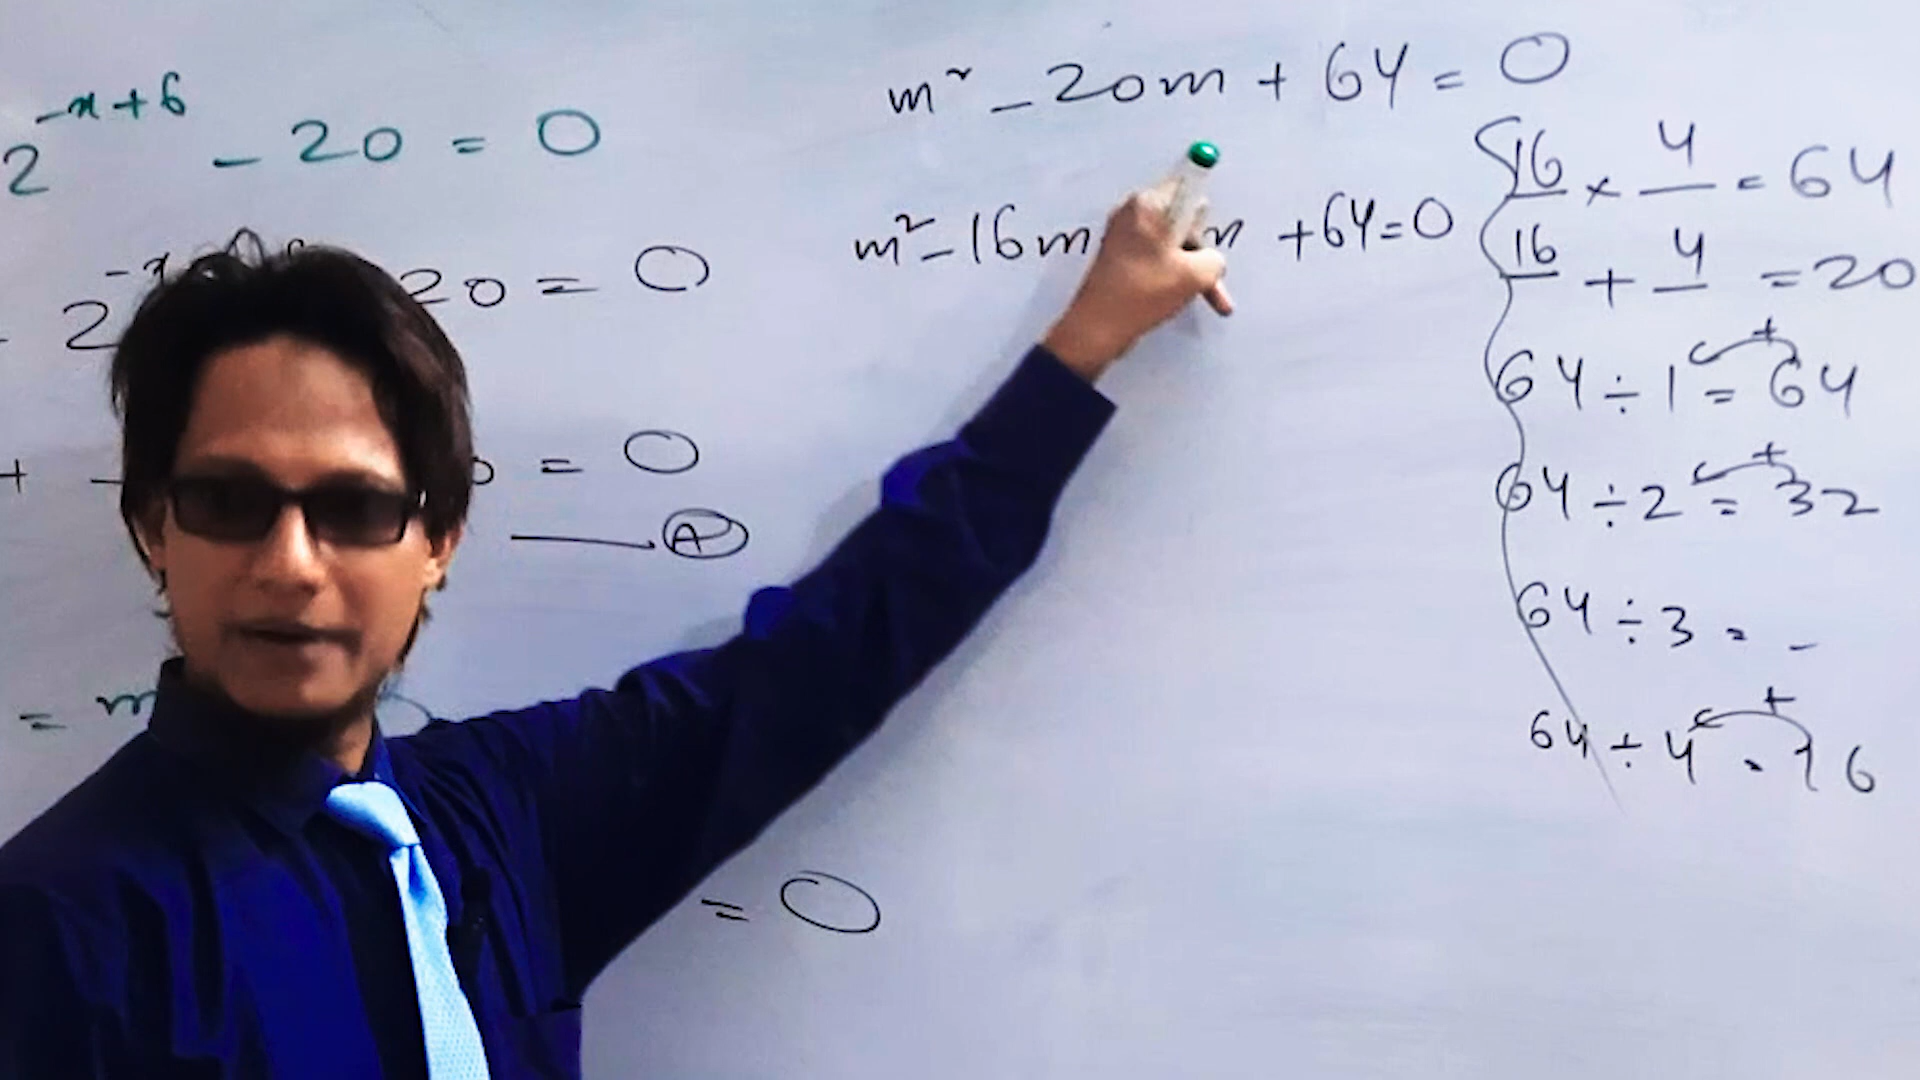 2^{-x+6} - 20 = 0
2^{-x} 20 = 0
+ - 0 = 0
Ⓐ
= m
= 0
m² - 20m + 64 = 0
m² - 16m m + 64 = 0
16 × 4 = 64
16 + 4 = 20
64 ÷ 1 = 64
+
64 ÷ 2 = 32
+
64 ÷ 3 = -
64 ÷ 4 = 16
+